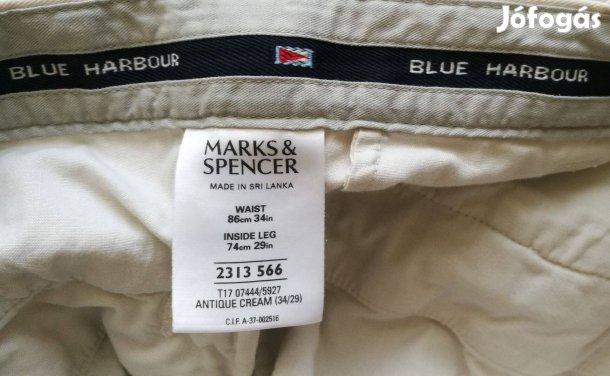 Jófogás
BLUE HARBOUR
BLUE HARBOUR
MARKS &
SPENCER
MADE IN SRI LANKA
WAIST
86cm 34in
INSIDE LEG
74cm 29in
2313 566
T17 07444/5927
ANTIQUE CREAM (34/29)
C.I.F. A-37-002516